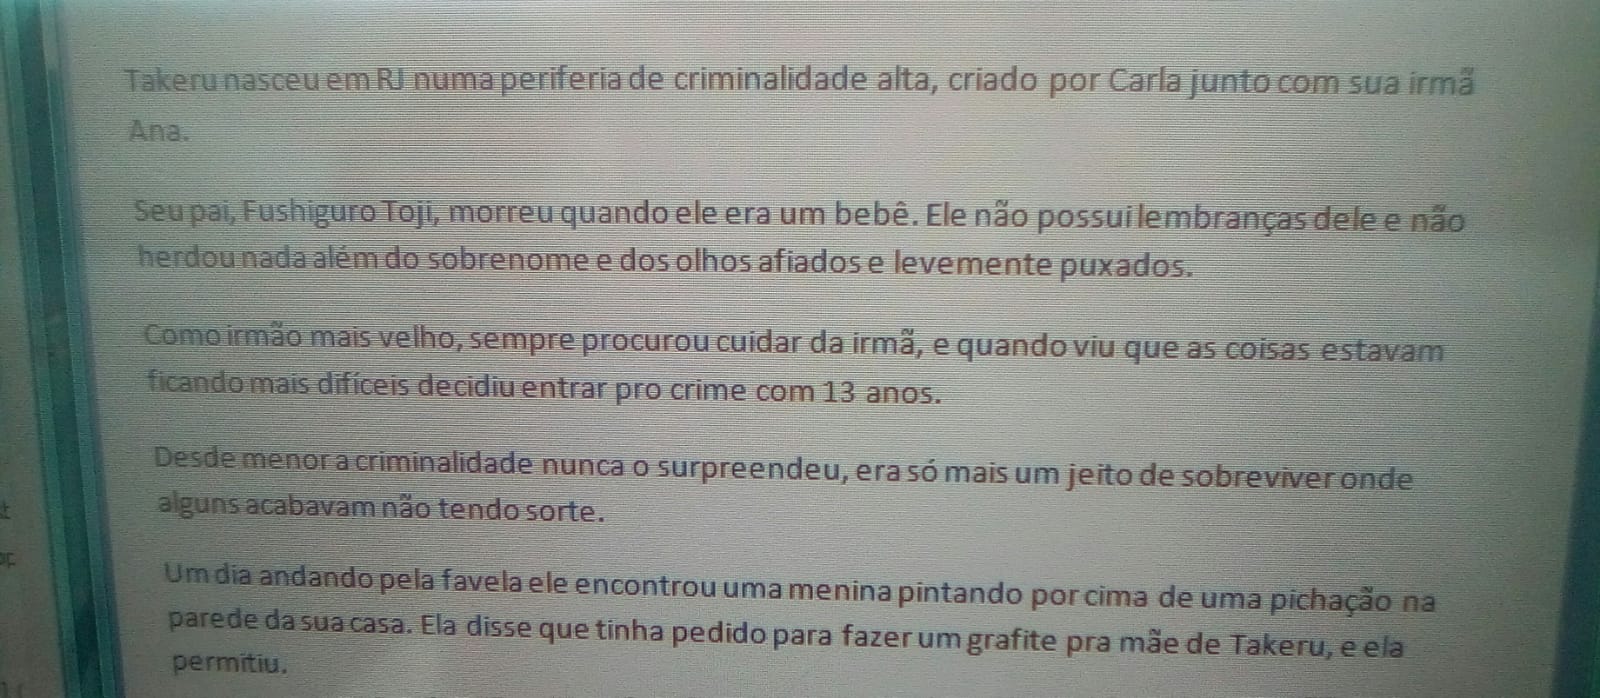 Takeru nasceu em RJ numa periferia de criminalidade alta, criado por Carla junto com sua irmã
Ana.
Seu pai, Fushiguro Toji, morreu quando ele era um bebê. Ele não possui lembranças dele e não
herdou nada além do sobrenome e dos olhos afiados e levemente puxados.
Como irmão mais velho, sempre procurou cuidar da irmã, e quando viu que as coisas estavam
ficando mais difíceis decidiu entrar pro crime com 13 anos.
Desde menor a criminalidade nunca o surpreendeu, era só mais um jeito de sobreviver onde
alguns acabavam não tendo sorte.
Um dia andando pela favela ele encontrou uma menina pintando por cima de uma pichação na
parede da sua casa. Ela disse que tinha pedido para fazer um grafite pra mãe de Takeru, e ela
permitiu.